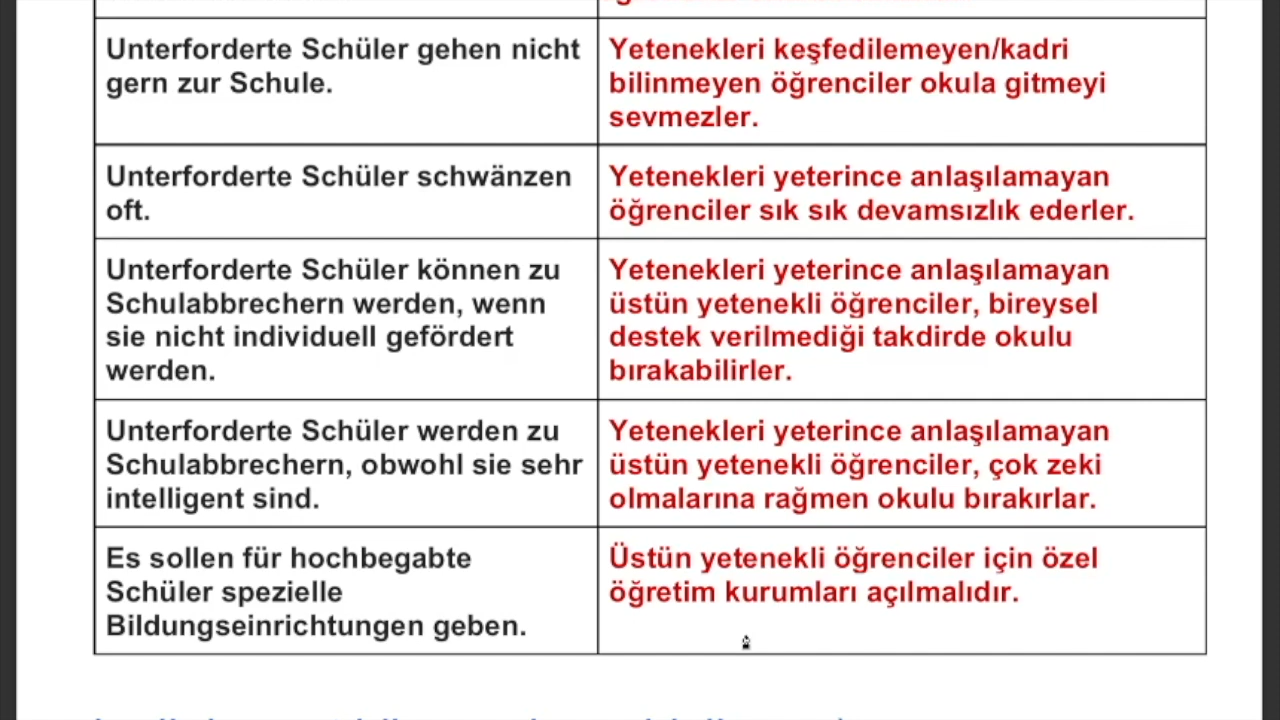 Unterforderte Schüler gehen nicht
gern zur Schule.
Yetenekleri keşfedilemeyen/kadri
bilinmeyen öğrenciler okula gitmeyi
sevmezler.
Unterforderte Schüler schwänzen
oft.
Yetenekleri yeterince anlaşılamayan
öğrenciler sık sık devamsızlık ederler.
Unterforderte Schüler können zu
Schulabbrechern werden, wenn
sie nicht individuell gefördert
werden.
Yetenekleri yeterince anlaşılamayan
üstün yetenekli öğrenciler, bireysel
destek verilmediği takdirde okulu
bırakabilirler.
Unterforderte Schüler werden zu
Schulabbrechern, obwohl sie sehr
intelligent sind.
Yetenekleri yeterince anlaşılamayan
üstün yetenekli öğrenciler, çok zeki
olmalarına rağmen okulu bırakırlar.
Es sollen für hochbegabte
Schüler spezielle
Bildungseinrichtungen geben.
Üstün yetenekli öğrenciler için özel
öğretim kurumları açılmalıdır.